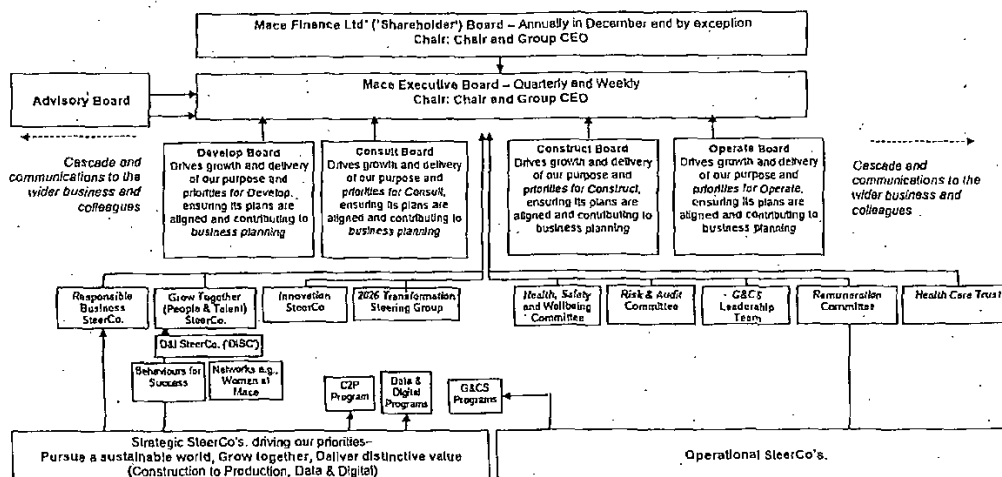 Mace Finance Ltd* ('Shareholder') Board – Annually in December and by exception
Chair: Chair and Group CEO
Mace Executive Board – Quarterly and Weekly
Chair: Chair and Group CEO
Advisory Board
Cascade and
communications to the
wider business and
colleagues
Develop Board
Drives growth and delivery
of our purpose and
priorities for Develop,
ensuring its plans are
aligned and contributing to
business planning
Consult Board
Drives growth and delivery
of our purpose and
priorities for Consult,
ensuring its plans are
aligned and contributing to
business planning
Construct Board
Drives growth and delivery
of our purpose and
priorities for Construct,
ensuring its plans are
aligned and contributing to
business planning
Operate Board
Drives growth and delivery
of our purpose and
priorities for Operate,
ensuring its plans are
aligned and contributing to
business planning
Cascade and
communications to the
wider business and
colleagues
Responsible
Business
SteerCo.
Grow Together
(People & Talent)
SteerCo.
Innovation
SteerCo
2026 Transformation
Steering Group
Health, Safety
and Wellbeing
Committee
Risk & Audit
Committee
G&CS
Leadership
Team
Remuneration
Committee
Health Care Trust
D&I SteerCo. ('DISC')
Behaviours for
Success
Networks e.g.,
Women at
Mace
C2P
Program
Data &
Digital
Programs
G&CS
Programs
Strategic SteerCo's. driving our priorities–
Pursue a sustainable world, Grow together, Deliver distinctive value
(Construction to Production, Data & Digital)
Operational SteerCo's.